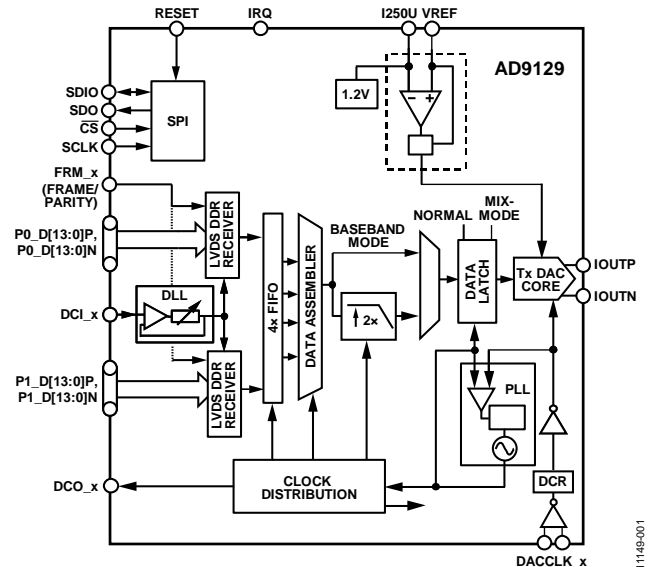 RESET
IRQ
I250U VREF
AD9129
1.2V
SDIO
SDO
CS
SCLK
SPI
FRM_x
(FRAME/
PARITY)
P0_D[13:0]P,
P0_D[13:0]N
LVDS DDR
RECEIVER
DLL
DCI_x
P1_D[13:0]P,
P1_D[13:0]N
LVDS DDR
RECEIVER
4× FIFO
DATA ASSEMBLER
BASEBAND
MODE
2×
NORMAL
MIX-
MODE
DATA
LATCH
Tx DAC
CORE
IOUTP
IOUTN
PLL
DCO_x
CLOCK
DISTRIBUTION
DCR
DACCLK_x
11149-001